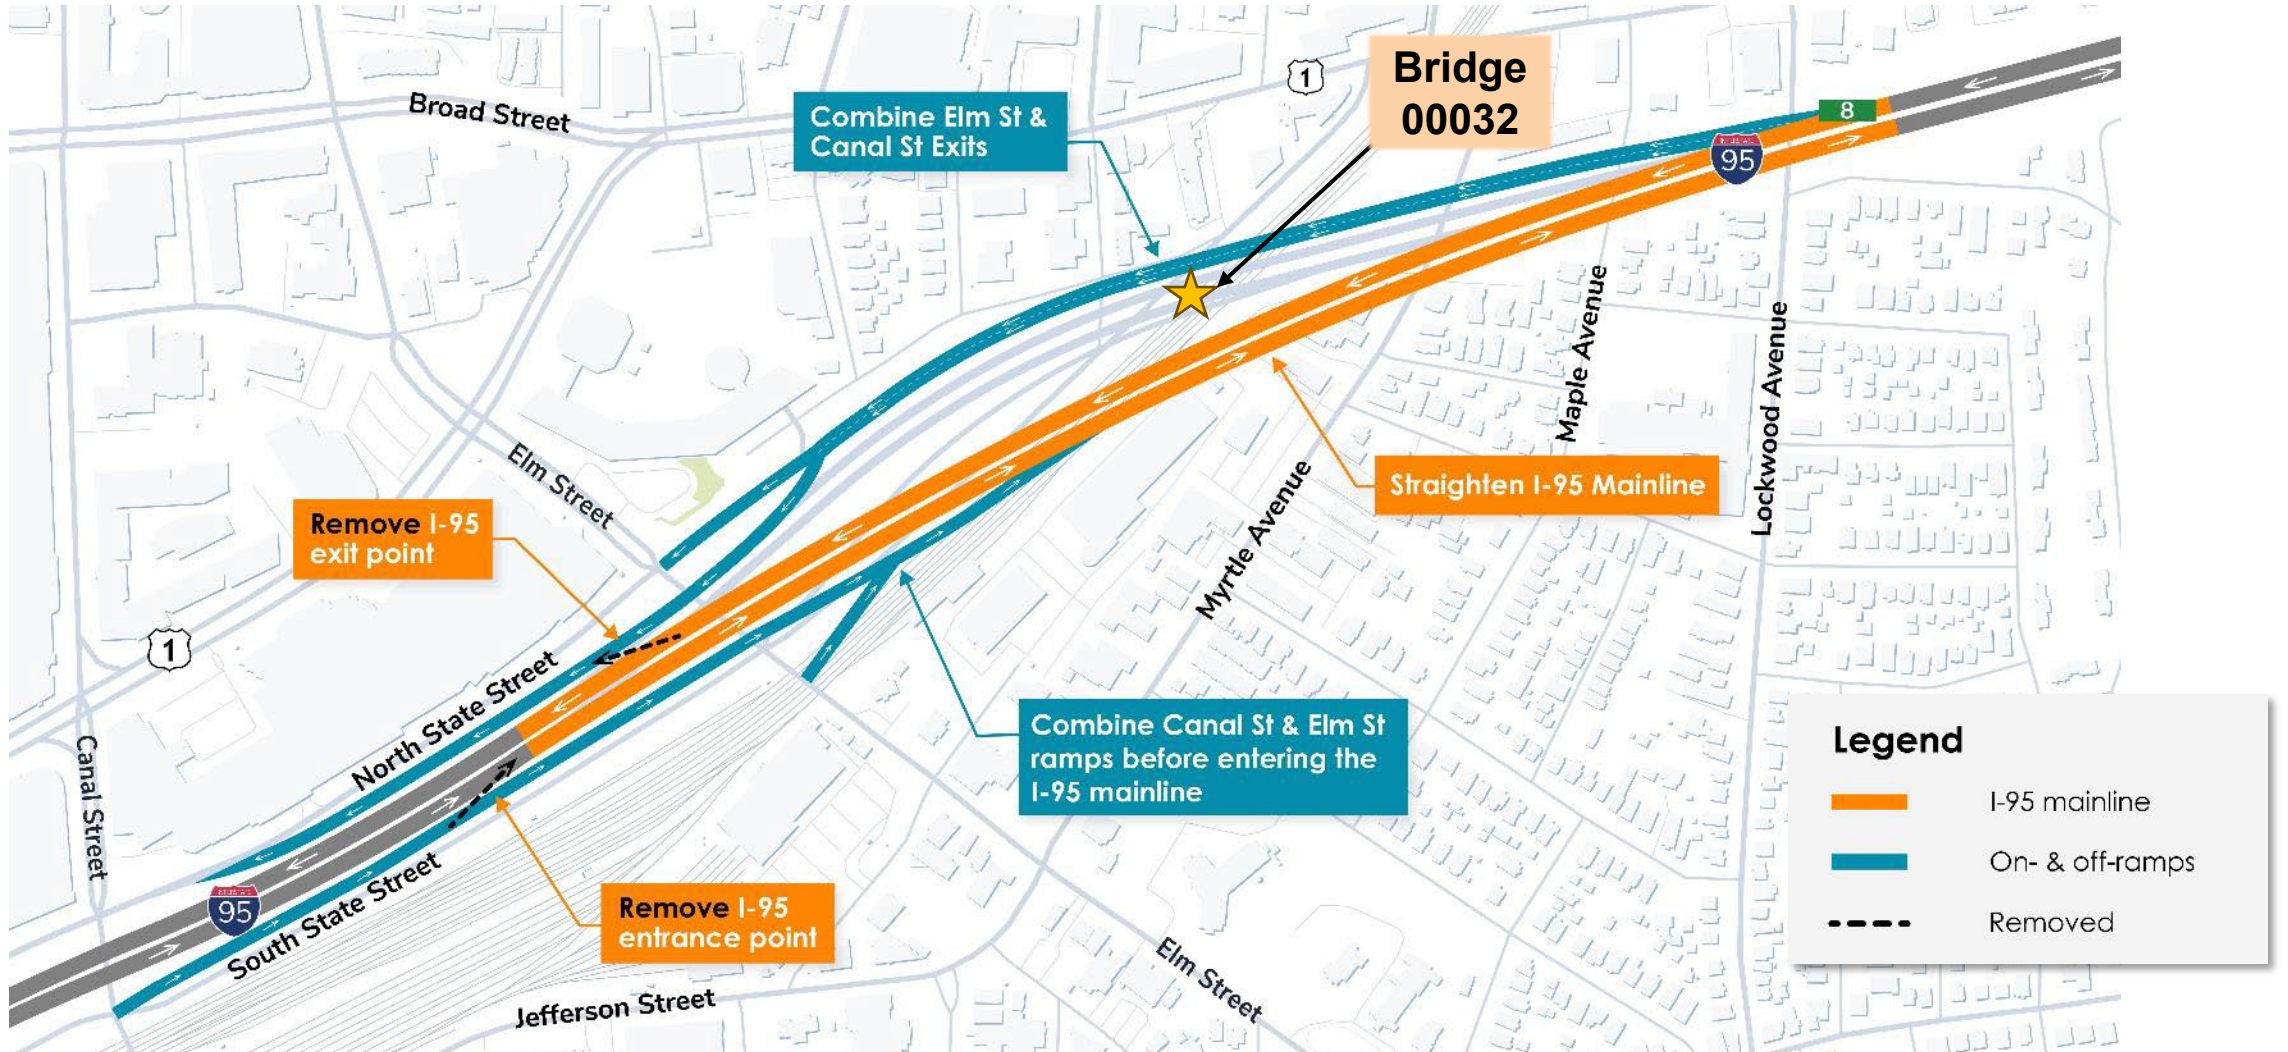 Broad Street
Combine Elm St &
Canal St Exits
1
Bridge
00032
8
INTERSTATE
95
Maple Avenue
Lockwood Avenue
Elm Street
Straighten I-95 Mainline
Remove I-95
exit point
Myrtle Avenue
1
North State Street
Canal Street
Combine Canal St & Elm St
ramps before entering the
I-95 mainline
Legend
I-95 mainline
On- & off-ramps
Removed
INTERSTATE
95
South State Street
Remove I-95
entrance point
Jefferson Street
Elm Street